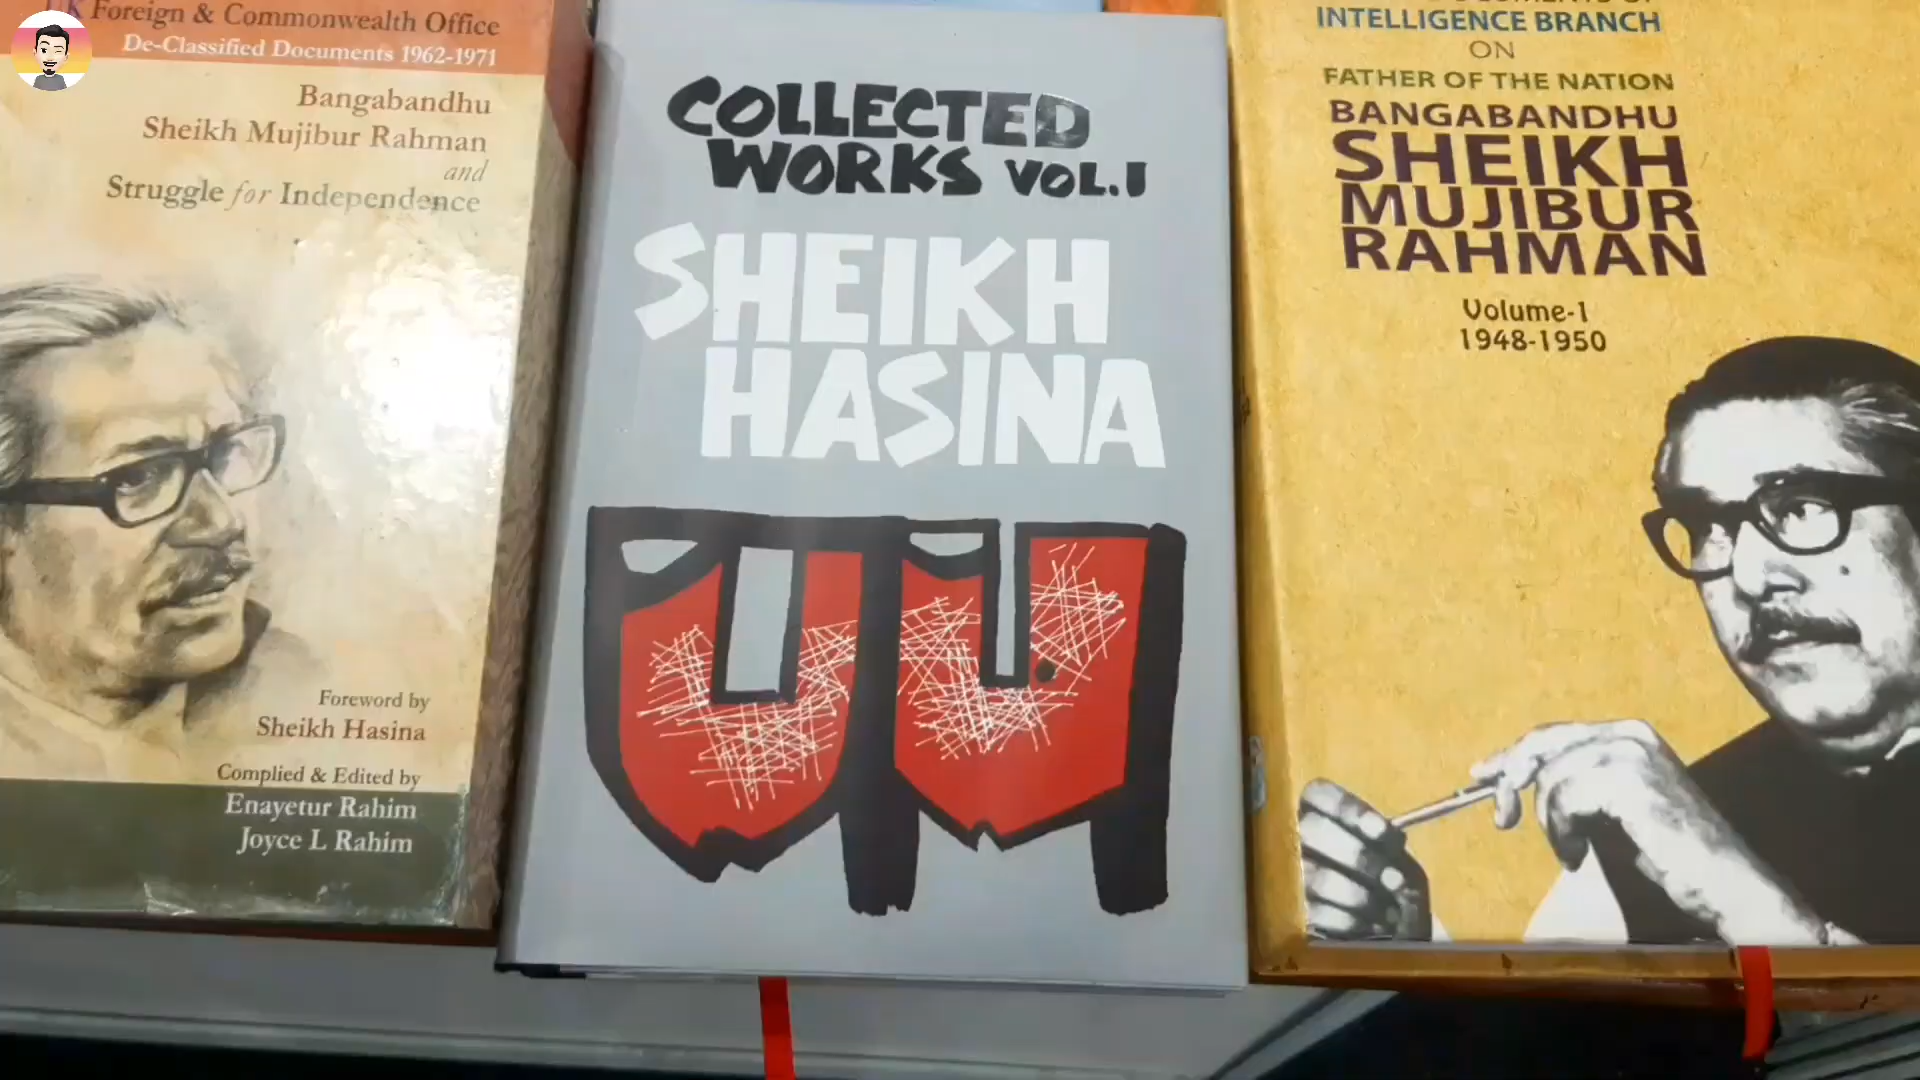 UK Foreign & Commonwealth Office
De-Classified Documents 1962-1971
Bangabandhu
Sheikh Mujibur Rahman
and
Struggle for Independence
Foreword by
Sheikh Hasina
Complied & Edited by
Enayetur Rahim
Joyce L Rahim
COLLECTED
WORKS VOL.1
SHEIKH
HASINA
INTELLIGENCE BRANCH
ON
FATHER OF THE NATION
BANGABANDHU
SHEIKH
MUJIBUR
RAHMAN
Volume-1
1948-1950